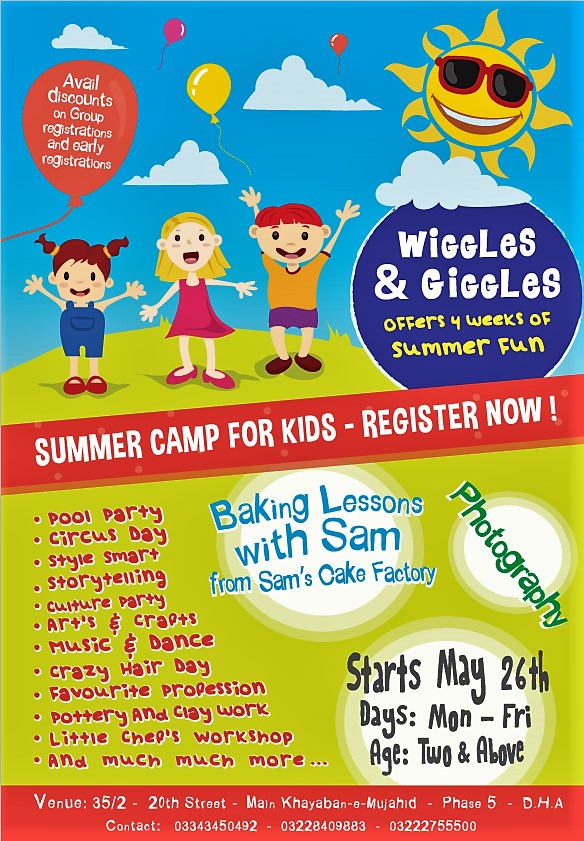 Avail
discounts
on Group
registrations
and early
registrations
WiggLes
& GiggLes
offers 4 weeks of
summer fun
SUMMER CAMP FOR KIDS - REGISTER NOW !
• Pool Party
• Circus Day
• Style Smart
• Storytelling
• Culture Party
• Art's & Crafts
• Music & Dance
• Crazy Hair Day
• Favourite Profession
• Pottery And Clay Work
• Little Chef's Workshop
• And much much more ...
Baking Lessons
with Sam
from Sam's Cake Factory
Photography
Starts May 26th
Days: Mon - Fri
Age: Two & Above
Venue: 35/2 - 20th Street - Main Khayaban-e-Mujahid - Phase 5 - D.H.A
Contact: 03343450492 - 03228409883 - 03222755500